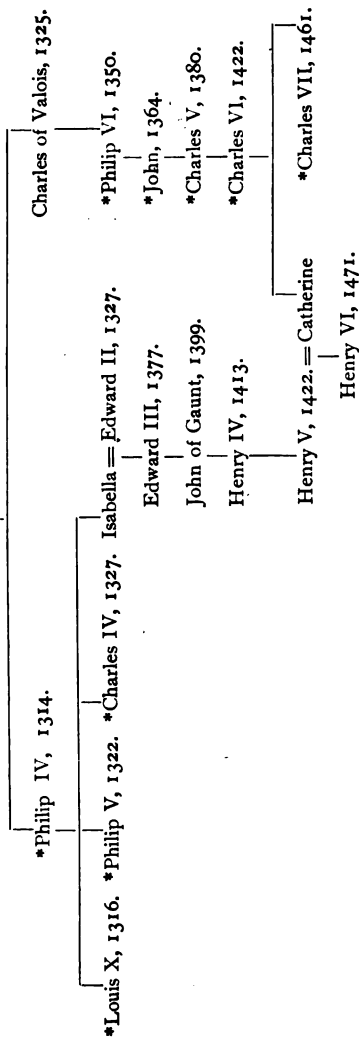 *Philip IV, 1314. Charles of Valois, 1325.
*Louis X, 1316. *Philip V, 1322. *Charles IV, 1327. Isabella = Edward II, 1327. *Philip VI, 1350.
Edward III, 1377. *John, 1364.
John of Gaunt, 1399. *Charles V, 1380.
Henry IV, 1413. *Charles VI, 1422.
Henry V, 1422. = Catherine *Charles VII, 1461.
Henry VI, 1471.